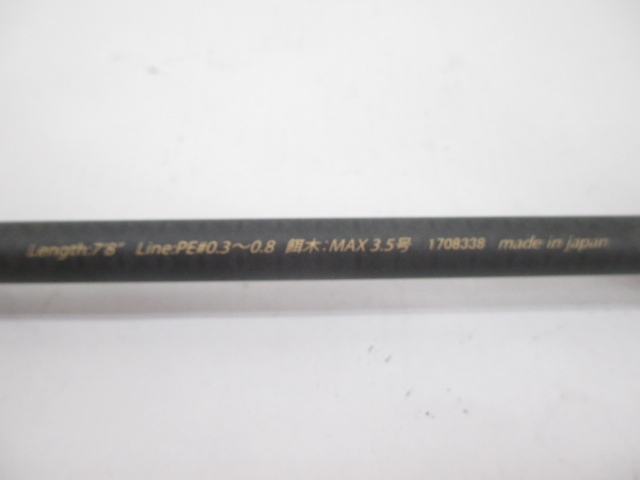 Length:7'8" Line:PE#0.3～0.8 餌木:MAX 3.5号 1708338 made in japan